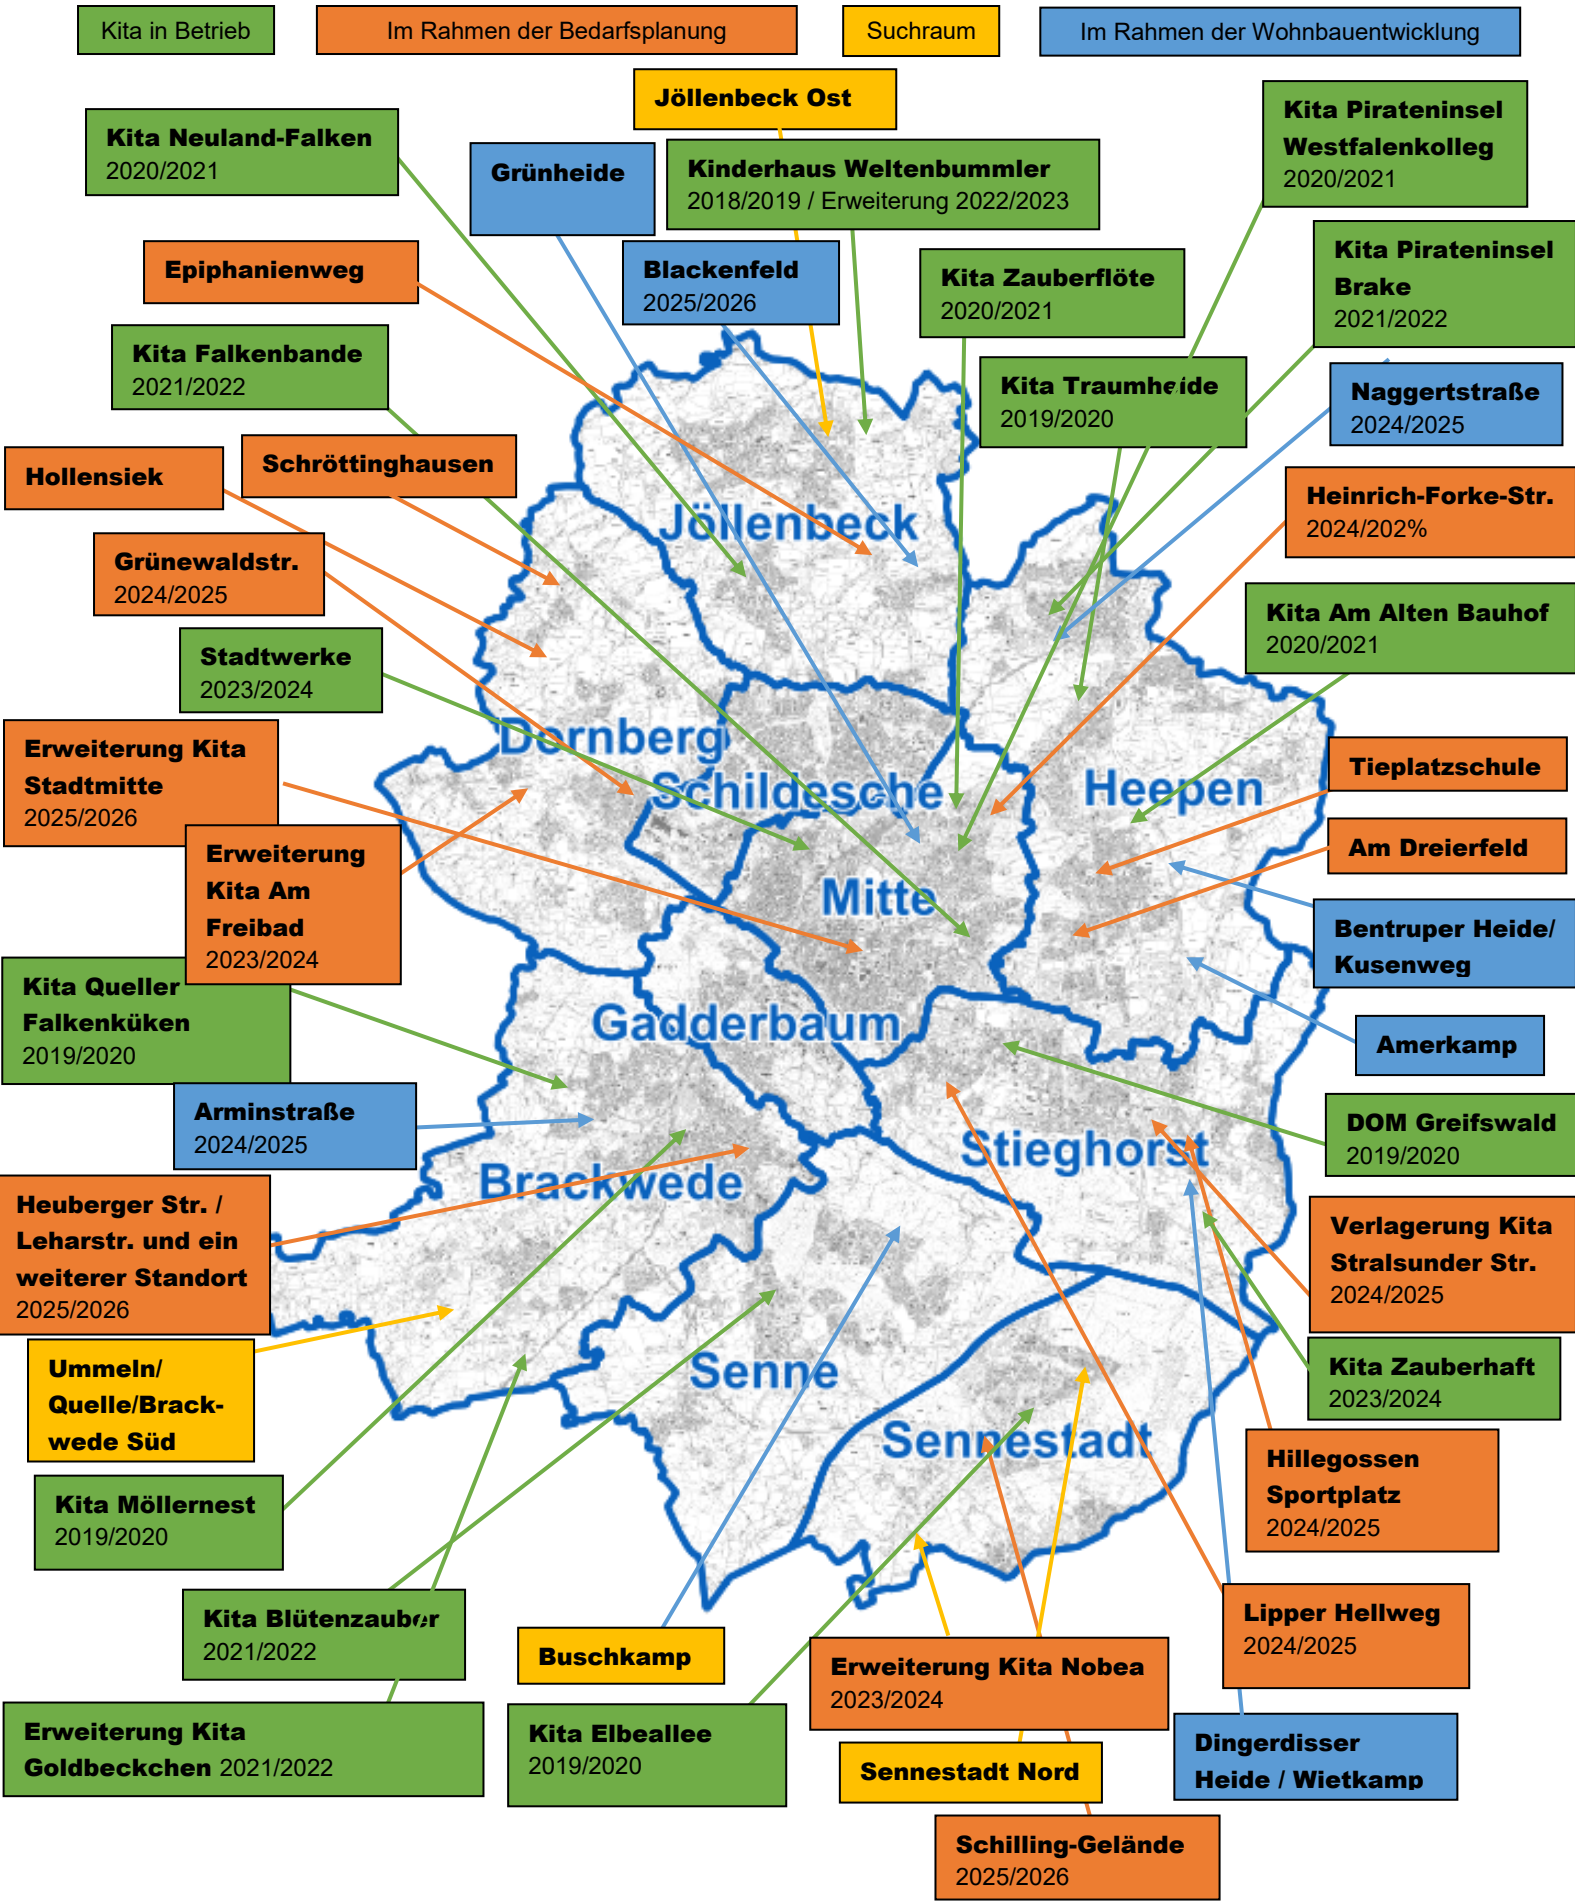 Kita in Betrieb
Im Rahmen der Bedarfsplanung
Suchraum
Im Rahmen der Wohnbauentwicklung
Jöllenbeck Ost
Kita Neuland-Falken
2020/2021
Grünheide
Kinderhaus Weltenbummler
2018/2019 / Erweiterung 2022/2023
Kita Pirateninsel
Westfalenkolleg
2020/2021
Epiphanienweg
Blackenfeld
2025/2026
Kita Zauberflöte
2020/2021
Kita Pirateninsel
Brake
2021/2022
Kita Falkenbande
2021/2022
Kita Traumheide
2019/2020
Naggertstraße
2024/2025
Hollensiek
Schröttinghausen
Heinrich-Forke-Str.
2024/202%
Jöllenbeck
Grünewaldstr.
2024/2025
Kita Am Alten Bauhof
2020/2021
Stadtwerke
2023/2024
Erweiterung Kita
Stadtmitte
2025/2026
Dornberg
Schildesche
Heepen
Tieplatzschule
Erweiterung
Kita Am
Freibad
2023/2024
Am Dreierfeld
Mitte
Bentruper Heide/
Kusenweg
Kita Queller
Falkenküken
2019/2020
Gadderbaum
Amerkamp
Arminstraße
2024/2025
DOM Greifswald
2019/2020
Stieghorst
Brackwede
Heuberger Str. /
Leharstr. und ein
weiterer Standort
2025/2026
Verlagerung Kita
Stralsunder Str.
2024/2025
Ummeln/
Quelle/Brack-
wede Süd
Senne
Kita Zauberhaft
2023/2024
Sennestadt
Hillegossen
Sportplatz
2024/2025
Kita Möllernest
2019/2020
Kita Blütenzauber
2021/2022
Buschkamp
Erweiterung Kita Nobea
2023/2024
Lipper Hellweg
2024/2025
Erweiterung Kita
Goldbeckchen 2021/2022
Kita Elbeallee
2019/2020
Sennestadt Nord
Dingerdisser
Heide / Wietkamp
Schilling-Gelände
2025/2026